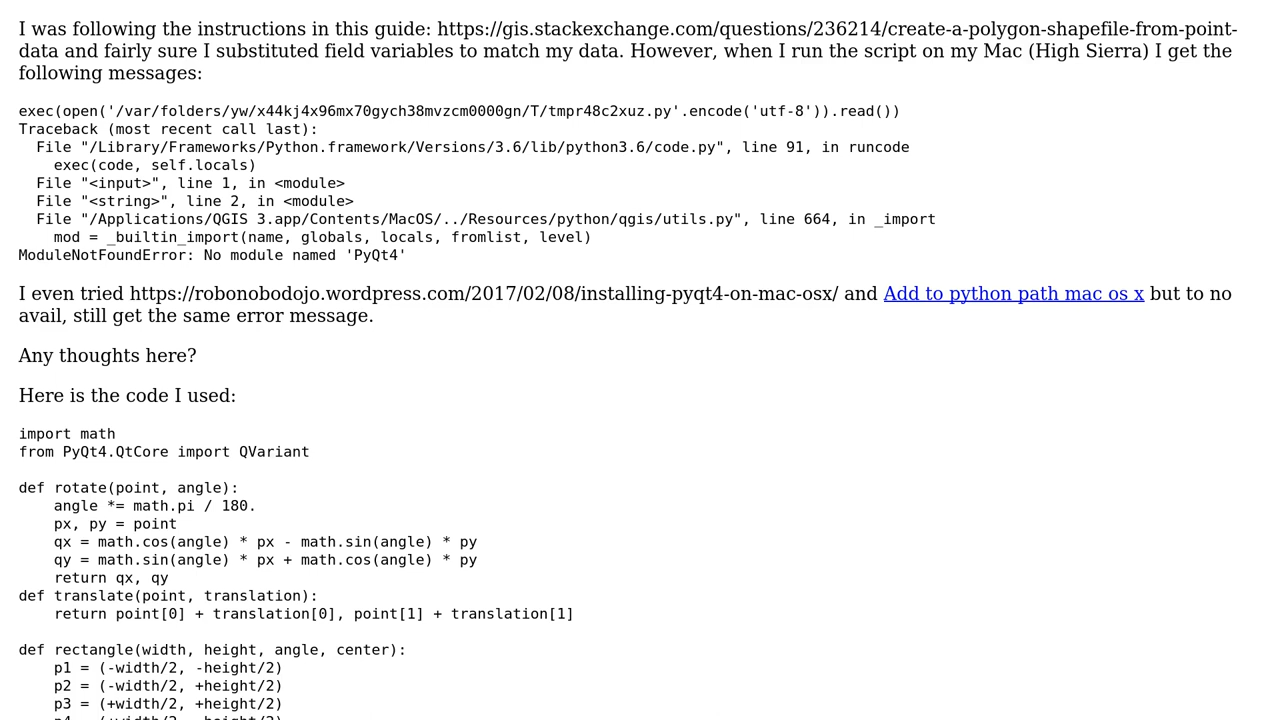 I was following the instructions in this guide: https://gis.stackexchange.com/questions/236214/create-a-polygon-shapefile-from-point-
data and fairly sure I substituted field variables to match my data. However, when I run the script on my Mac (High Sierra) I get the
following messages:
exec(open('/var/folders/yw/x44kj4x96mx70gych38mvzcm0000gn/T/tmpr48c2xuz.py'.encode('utf-8')).read())
Traceback (most recent call last):
  File "/Library/Frameworks/Python.framework/Versions/3.6/lib/python3.6/code.py", line 91, in runcode
    exec(code, self.locals)
  File "<input>", line 1, in <module>
  File "<string>", line 2, in <module>
  File "/Applications/QGIS 3.app/Contents/MacOS/../Resources/python/qgis/utils.py", line 664, in _import
    mod = _builtin_import(name, globals, locals, fromlist, level)
ModuleNotFoundError: No module named 'PyQt4'
I even tried https://robonobodojo.wordpress.com/2017/02/08/installing-pyqt4-on-mac-osx/ and Add to python path mac os x but to no
avail, still get the same error message.
Any thoughts here?
Here is the code I used:
import math
from PyQt4.QtCore import QVariant
def rotate(point, angle):
    angle *= math.pi / 180.
    px, py = point
    qx = math.cos(angle) * px - math.sin(angle) * py
    qy = math.sin(angle) * px + math.cos(angle) * py
    return qx, qy
def translate(point, translation):
    return point[0] + translation[0], point[1] + translation[1]
def rectangle(width, height, angle, center):
    p1 = (-width/2, -height/2)
    p2 = (-width/2, +height/2)
    p3 = (+width/2, +height/2)